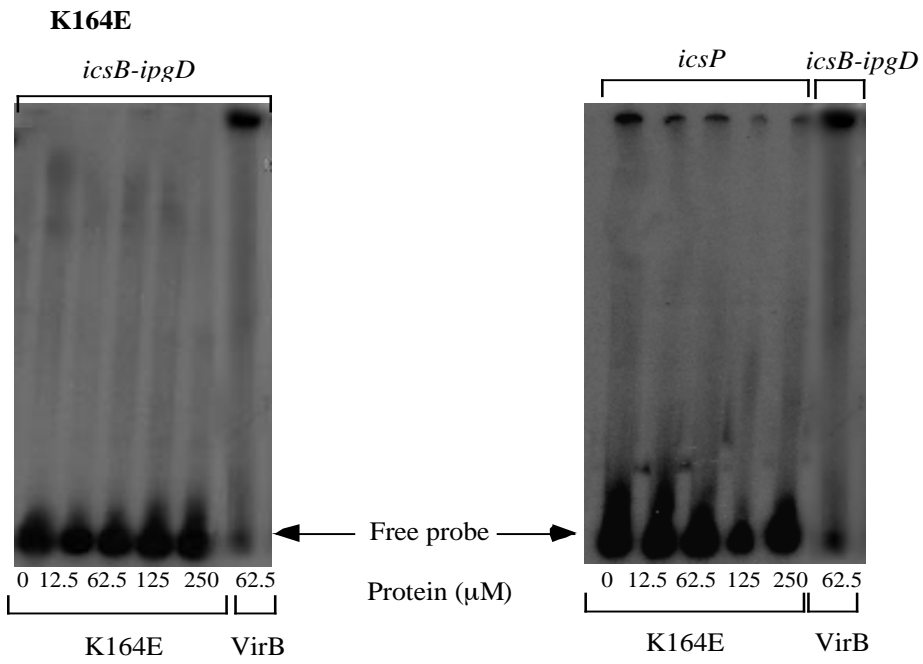 K164E
icsB-ipgD
icsP icsB-ipgD
Free probe
0 12.5 62.5 125 250 62.5
Protein (μM)
0 12.5 62.5 125 250 62.5
K164E VirB
K164E VirB